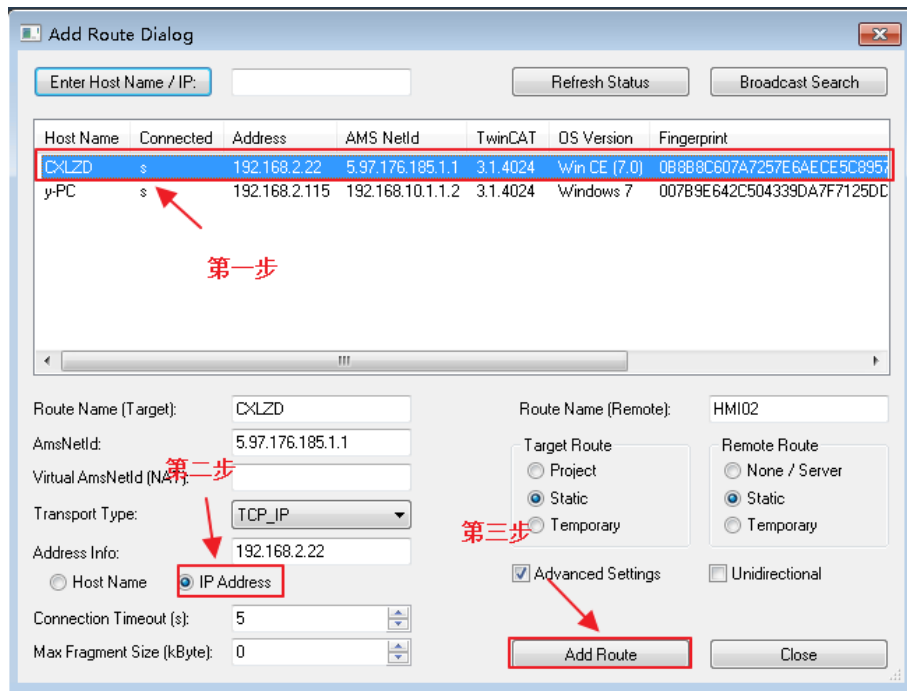 Add Route Dialog
Enter Host Name / IP: Refresh Status Broadcast Search
Host Name Connected Address AMS NetId TwinCAT OS Version Fingerprint
CXLZD s 192.168.2.22 5.97.176.185.1.1 3.1.4024 Win CE (7.0) 0B8B8C607A7257E6AECE5C8957
y-PC s 192.168.2.115 192.168.10.1.1.2 3.1.4024 Windows 7 007B9E642C504339DA7F7125DD
第一步
Route Name (Target): CXLZD Route Name (Remote): HMI02
AmsNetId: 5.97.176.185.1.1 Target Route Remote Route
Virtual AmsNetId (NAT): 第二步 Project None / Server
Static Static
Transport Type: TCP_IP 第三步 Temporary Temporary
Address Info: 192.168.2.22
Host Name IP Address Advanced Settings Unidirectional
Connection Timeout (s): 5
Max Fragment Size (kByte): 0 Add Route Close